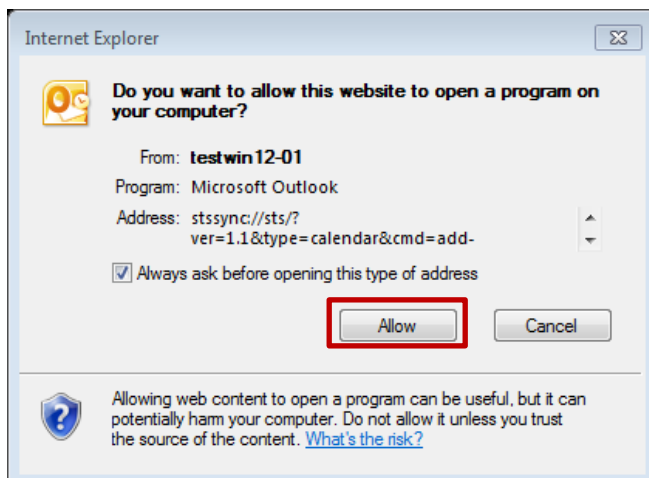 Internet Explorer
Do you want to allow this website to open a program on
your computer?
From: testwin12-01
Program: Microsoft Outlook
Address: stssync://sts/?
ver=1.1&type=calendar&cmd=add-
Always ask before opening this type of address
Allow Cancel
Allowing web content to open a program can be useful, but it can
potentially harm your computer. Do not allow it unless you trust
the source of the content. What's the risk?